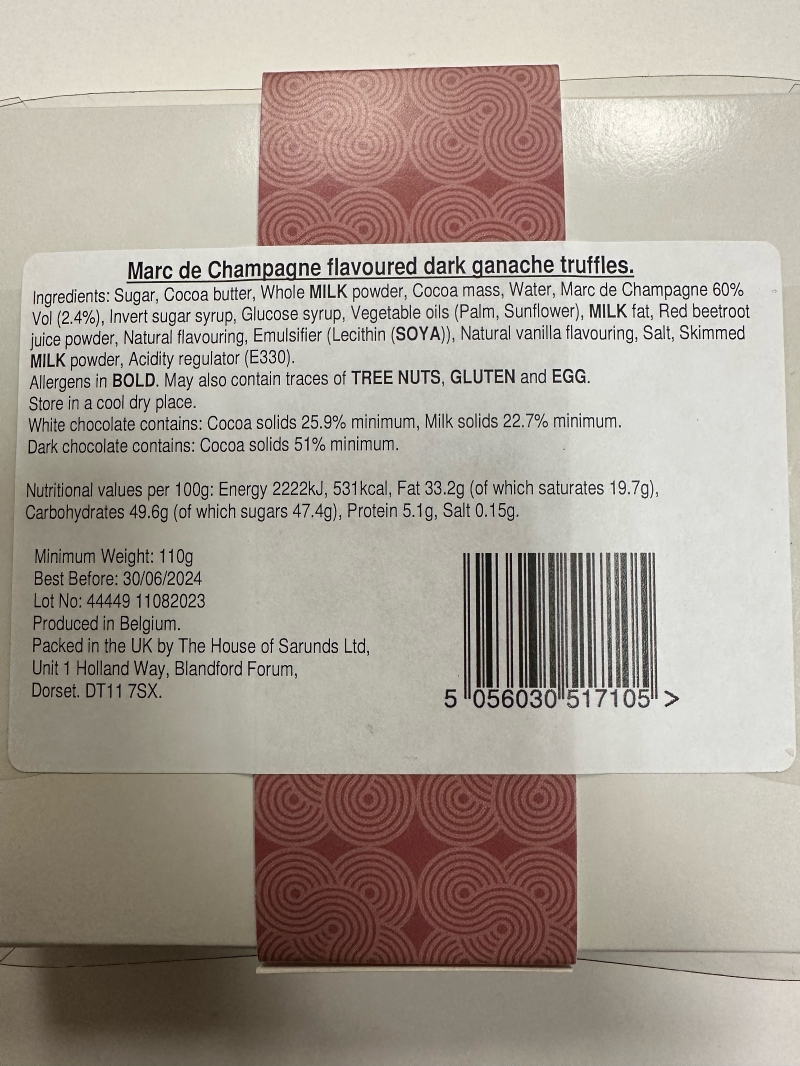 Marc de Champagne flavoured dark ganache truffles.
Ingredients: Sugar, Cocoa butter, Whole MILK powder, Cocoa mass, Water, Marc de Champagne 60%
Vol (2.4%), Invert sugar syrup, Glucose syrup, Vegetable oils (Palm, Sunflower), MILK fat, Red beetroot
juice powder, Natural flavouring, Emulsifier (Lecithin (SOYA)), Natural vanilla flavouring, Salt, Skimmed
MILK powder, Acidity regulator (E330).
Allergens in BOLD. May also contain traces of TREE NUTS, GLUTEN and EGG.
Store in a cool dry place.
White chocolate contains: Cocoa solids 25.9% minimum, Milk solids 22.7% minimum.
Dark chocolate contains: Cocoa solids 51% minimum.
Nutritional values per 100g: Energy 2222kJ, 531kcal, Fat 33.2g (of which saturates 19.7g),
Carbohydrates 49.6g (of which sugars 47.4g), Protein 5.1g, Salt 0.15g.
Minimum Weight: 110g
Best Before: 30/06/2024
Lot No: 44449 11082023
Produced in Belgium.
Packed in the UK by The House of Sarunds Ltd,
Unit 1 Holland Way, Blandford Forum,
Dorset. DT11 7SX.
5 056030 517105 >